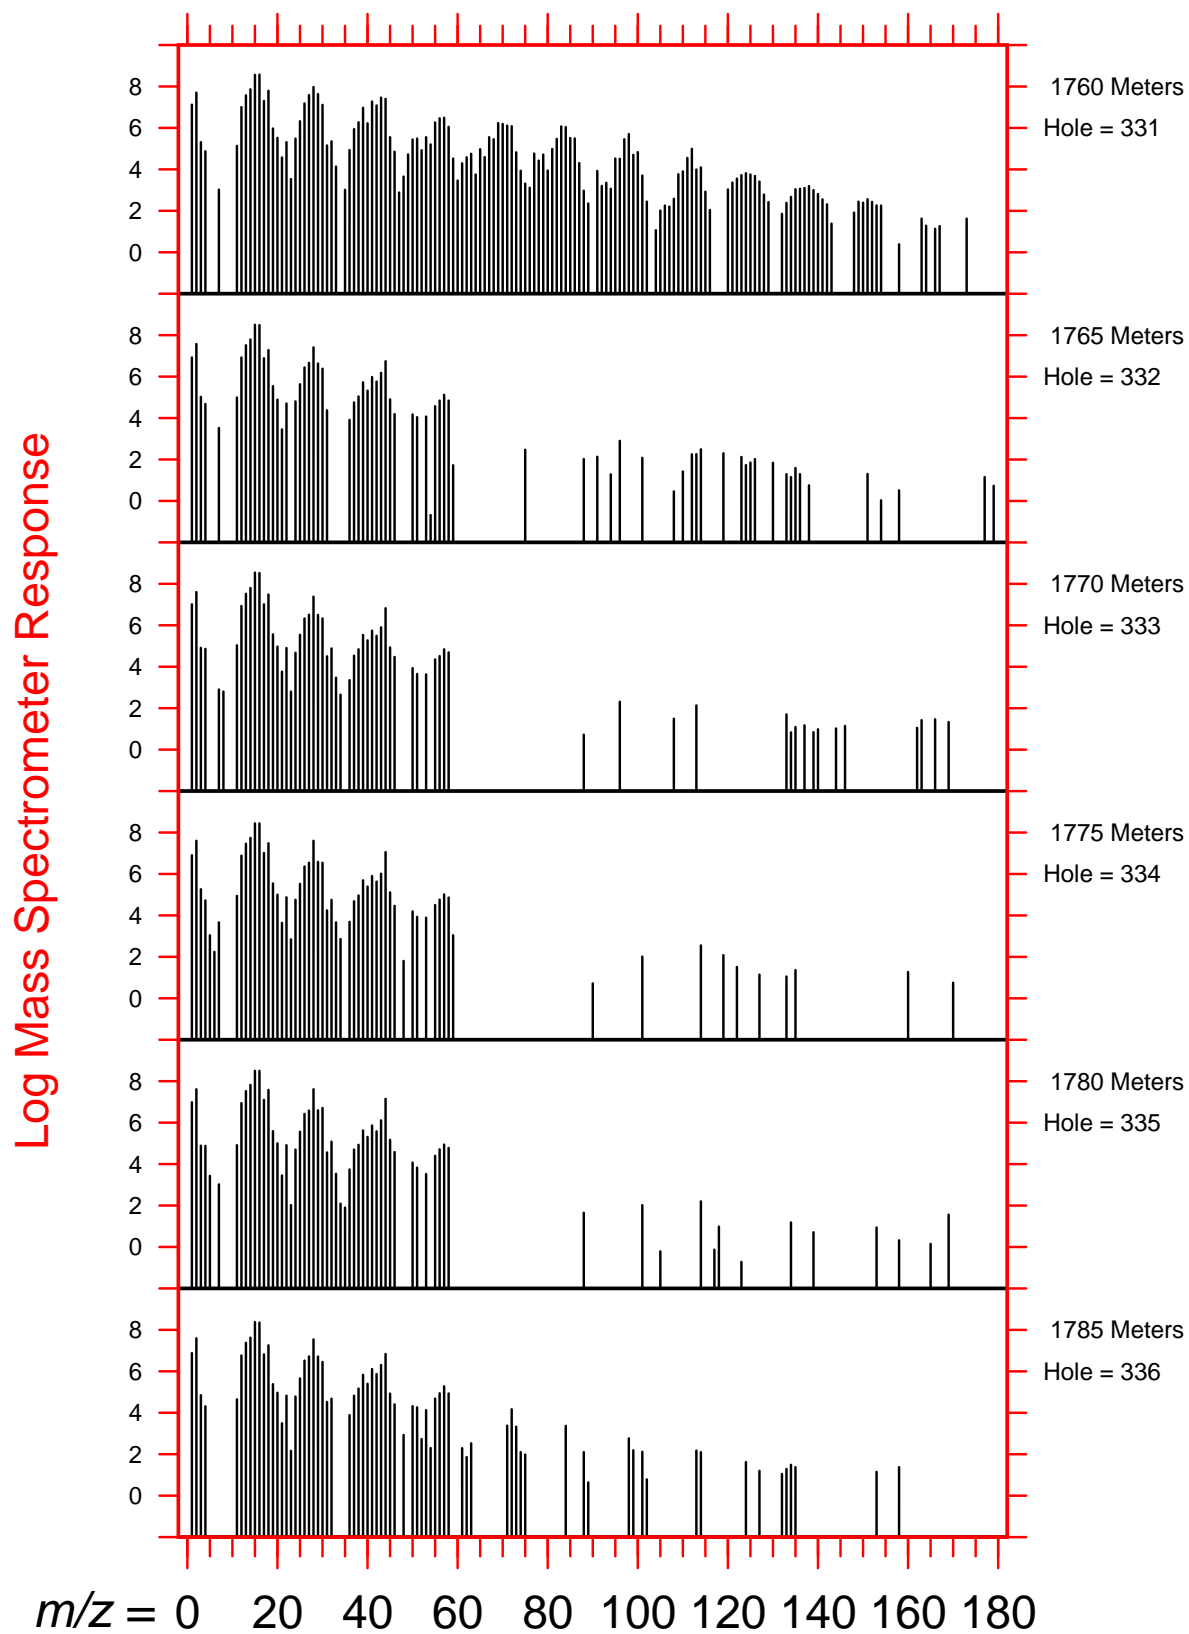 8
6
4
2
0
1760 Meters
Hole = 331
8
6
4
2
0
1765 Meters
Hole = 332
8
6
4
2
0
1770 Meters
Hole = 333
8
6
4
2
0
1775 Meters
Hole = 334
8
6
4
2
0
1780 Meters
Hole = 335
8
6
4
2
0
1785 Meters
Hole = 336
Log Mass Spectrometer Response
m/z = 0 20 40 60 80 100 120 140 160 180